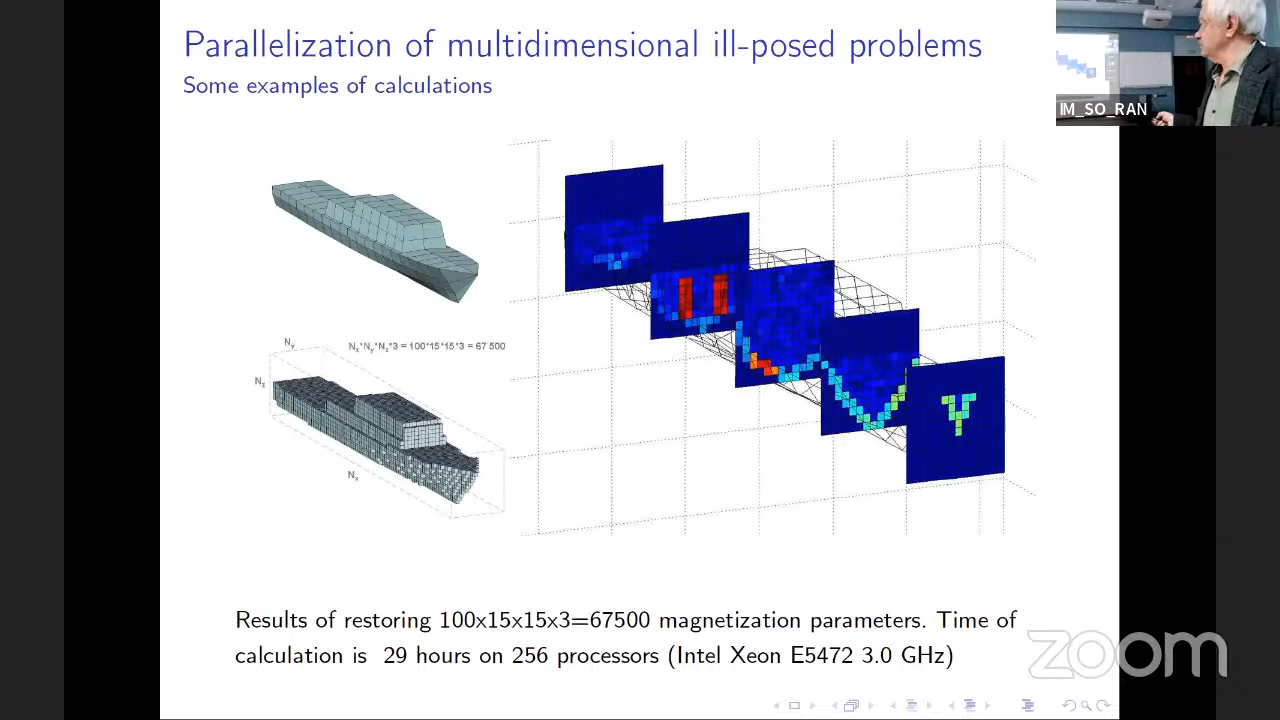 Parallelization of multidimensional ill-posed problems
Some examples of calculations
IM_SO_RAN
Ny
Nx*Ny*Nz*3 = 100*15*15*3 = 67 500
Nz
Nx
Results of restoring 100x15x15x3=67500 magnetization parameters. Time of
calculation is 29 hours on 256 processors (Intel Xeon E5472 3.0 GHz)
zoom